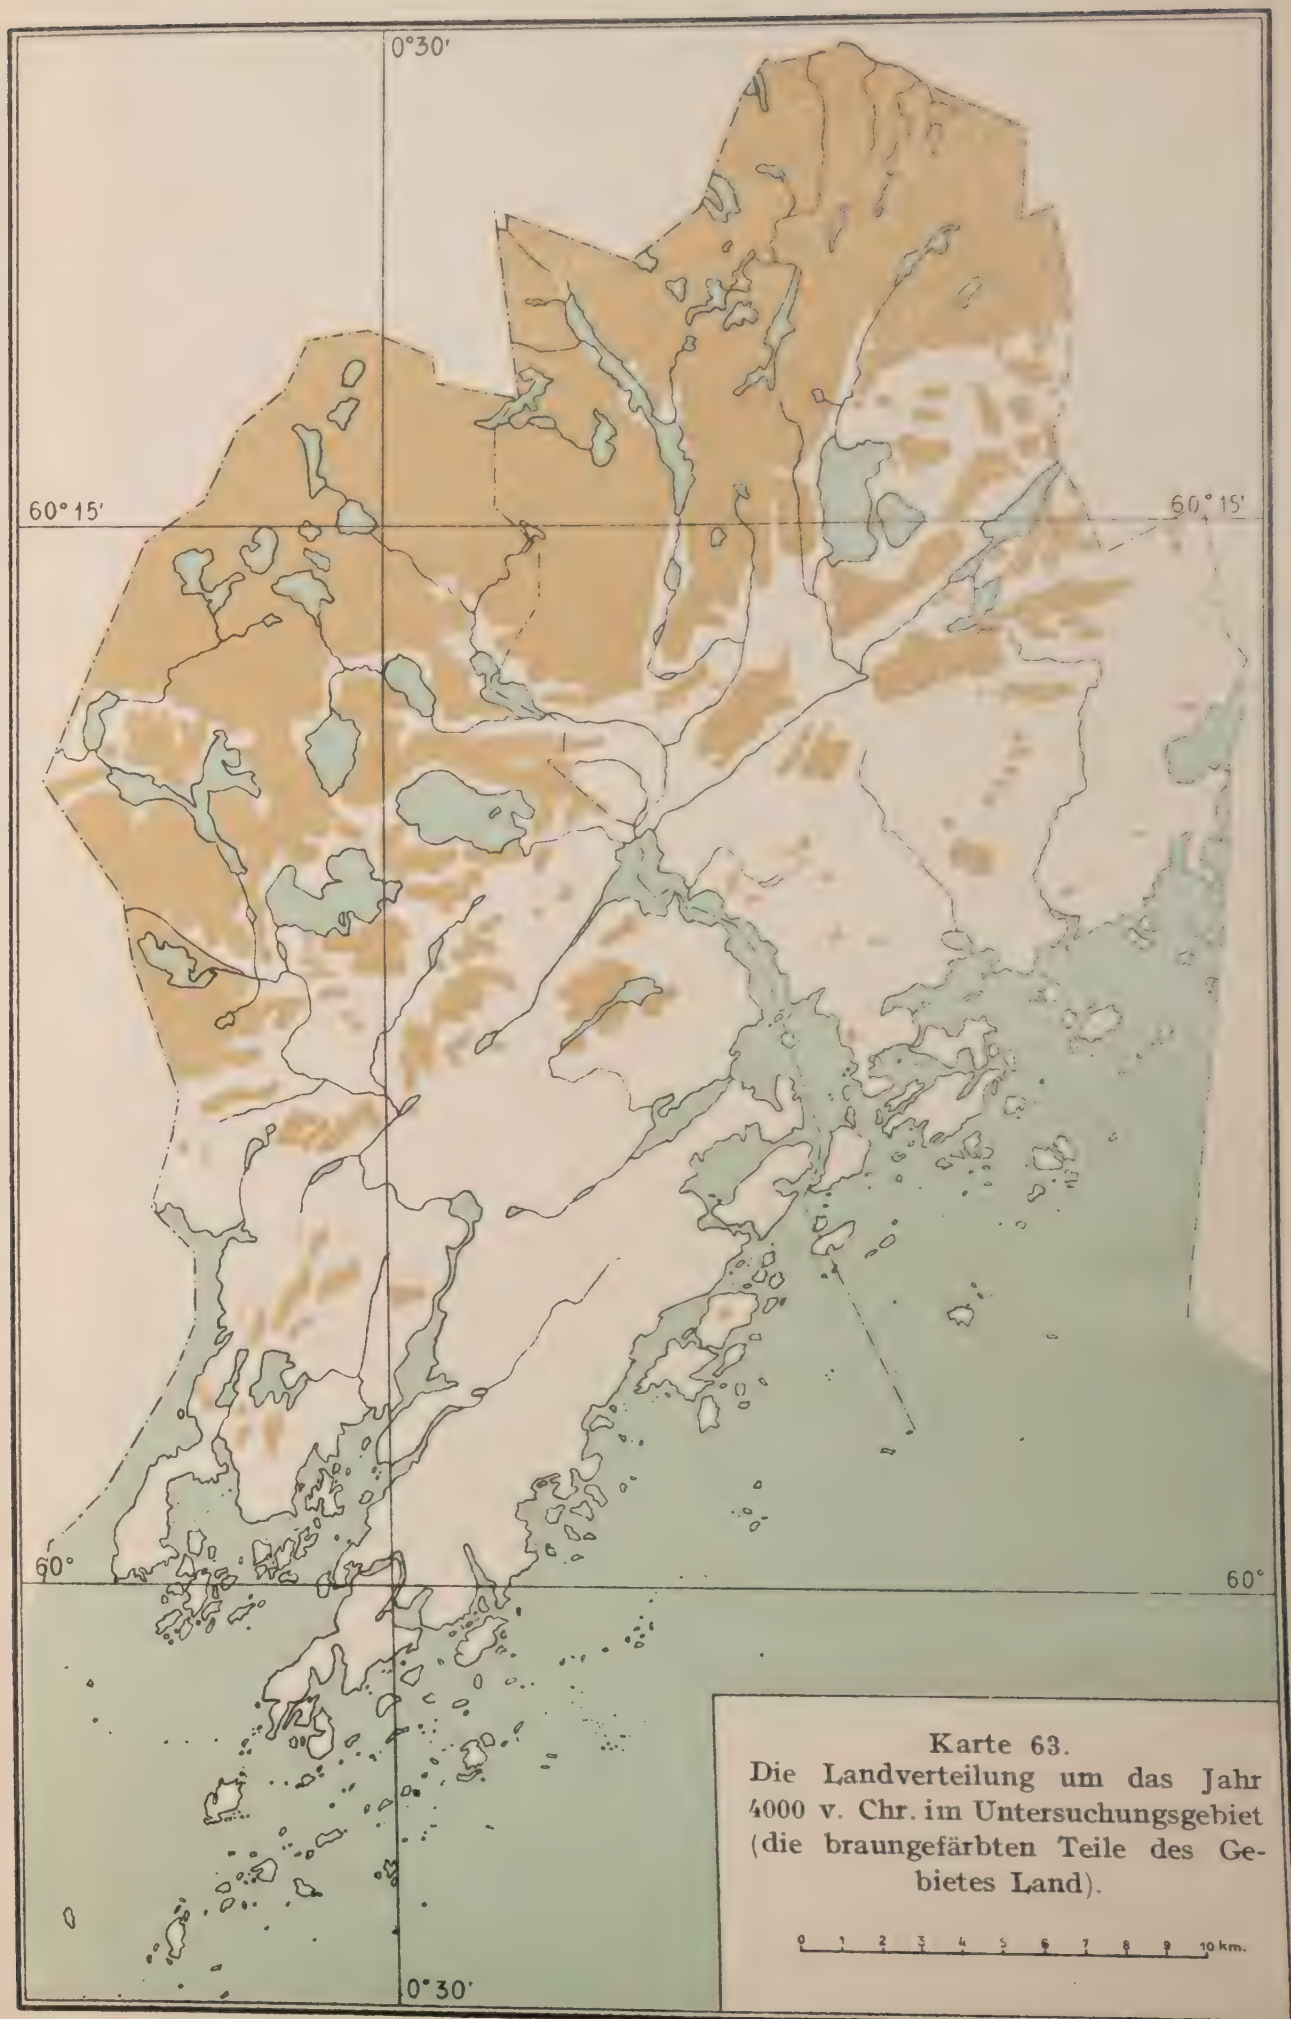 0°30'
60°15'
60°15'
60°
60°
Karte 63.
Die Landverteilung um das Jahr
4000 v. Chr. im Untersuchungsgebiet
(die braungefärbten Teile des Ge-
bietes Land).
0 1 2 3 4 5 6 7 8 9 10 km.
0°30'